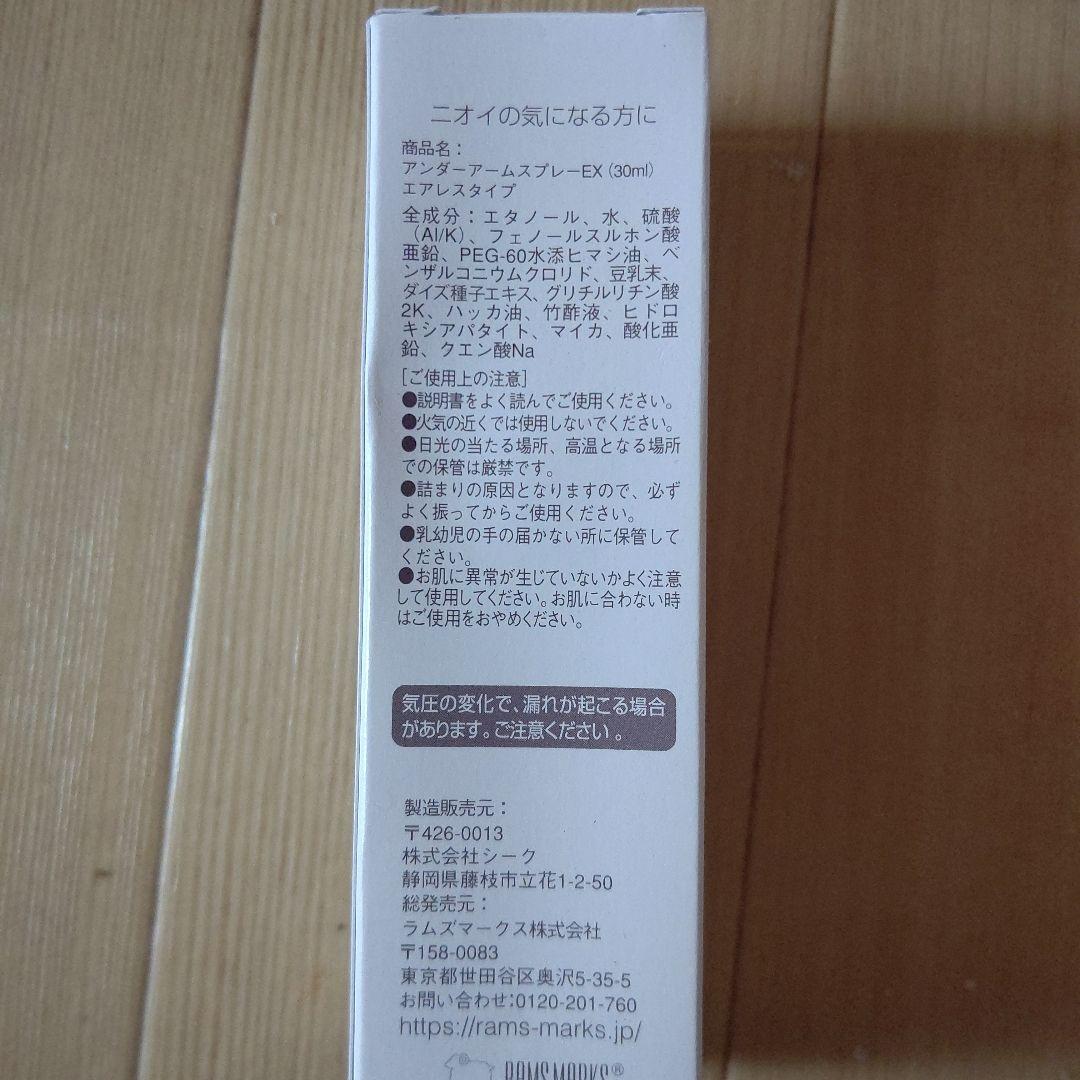 ニオイの気になる方に
商品名：
アンダーアームスプレーEX（30ml）
エアレスタイプ
全成分：エタノール、水、硫酸
（Al/K）、フェノールスルホン酸
亜鉛、PEG-60水添ヒマシ油、ベ
ンザルコニウムクロリド、豆乳末、
ダイズ種子エキス、グリチルリチン酸
2K、ハッカ油、竹酢液、ヒドロ
キシアパタイト、マイカ、酸化亜
鉛、クエン酸Na
［ご使用上の注意］
●説明書をよく読んでご使用ください。
●火気の近くでは使用しないでください。
●日光の当たる場所、高温となる場所
での保管は厳禁です。
●詰まりの原因となりますので、必ず
よく振ってからご使用ください。
●乳幼児の手の届かない所に保管して
ください。
●お肌に異常が生じていないかよく注意
して使用してください。お肌に合わない時
はご使用をおやめください。
気圧の変化で、漏れが起こる場合
があります。ご注意ください。
製造販売元：
〒426-0013
株式会社シーク
静岡県藤枝市立花1-2-50
総発売元：
ラムズマークス株式会社
〒158-0083
東京都世田谷区奥沢5-35-5
お問い合わせ：0120-201-760
https://rams-marks.jp/
RAMS MARKS®